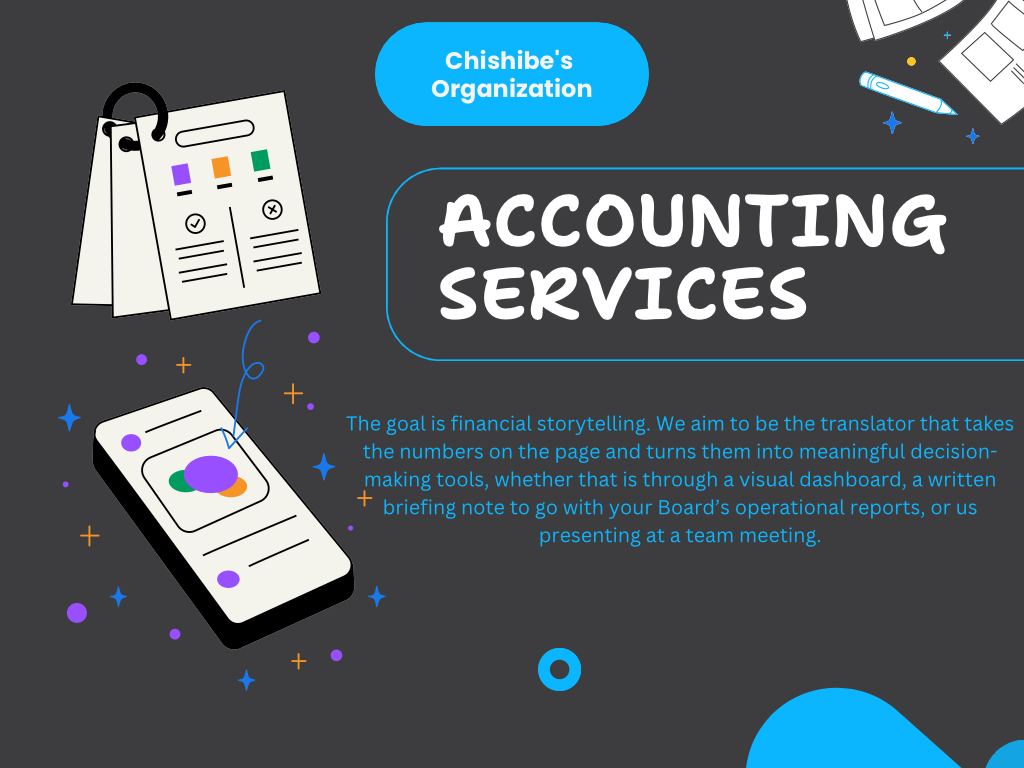 Chishibe's
Organization
ACCOUNTING
SERVICES
The goal is financial storytelling. We aim to be the translator that takes
the numbers on the page and turns them into meaningful decision-
making tools, whether that is through a visual dashboard, a written
briefing note to go with your Board’s operational reports, or us
presenting at a team meeting.